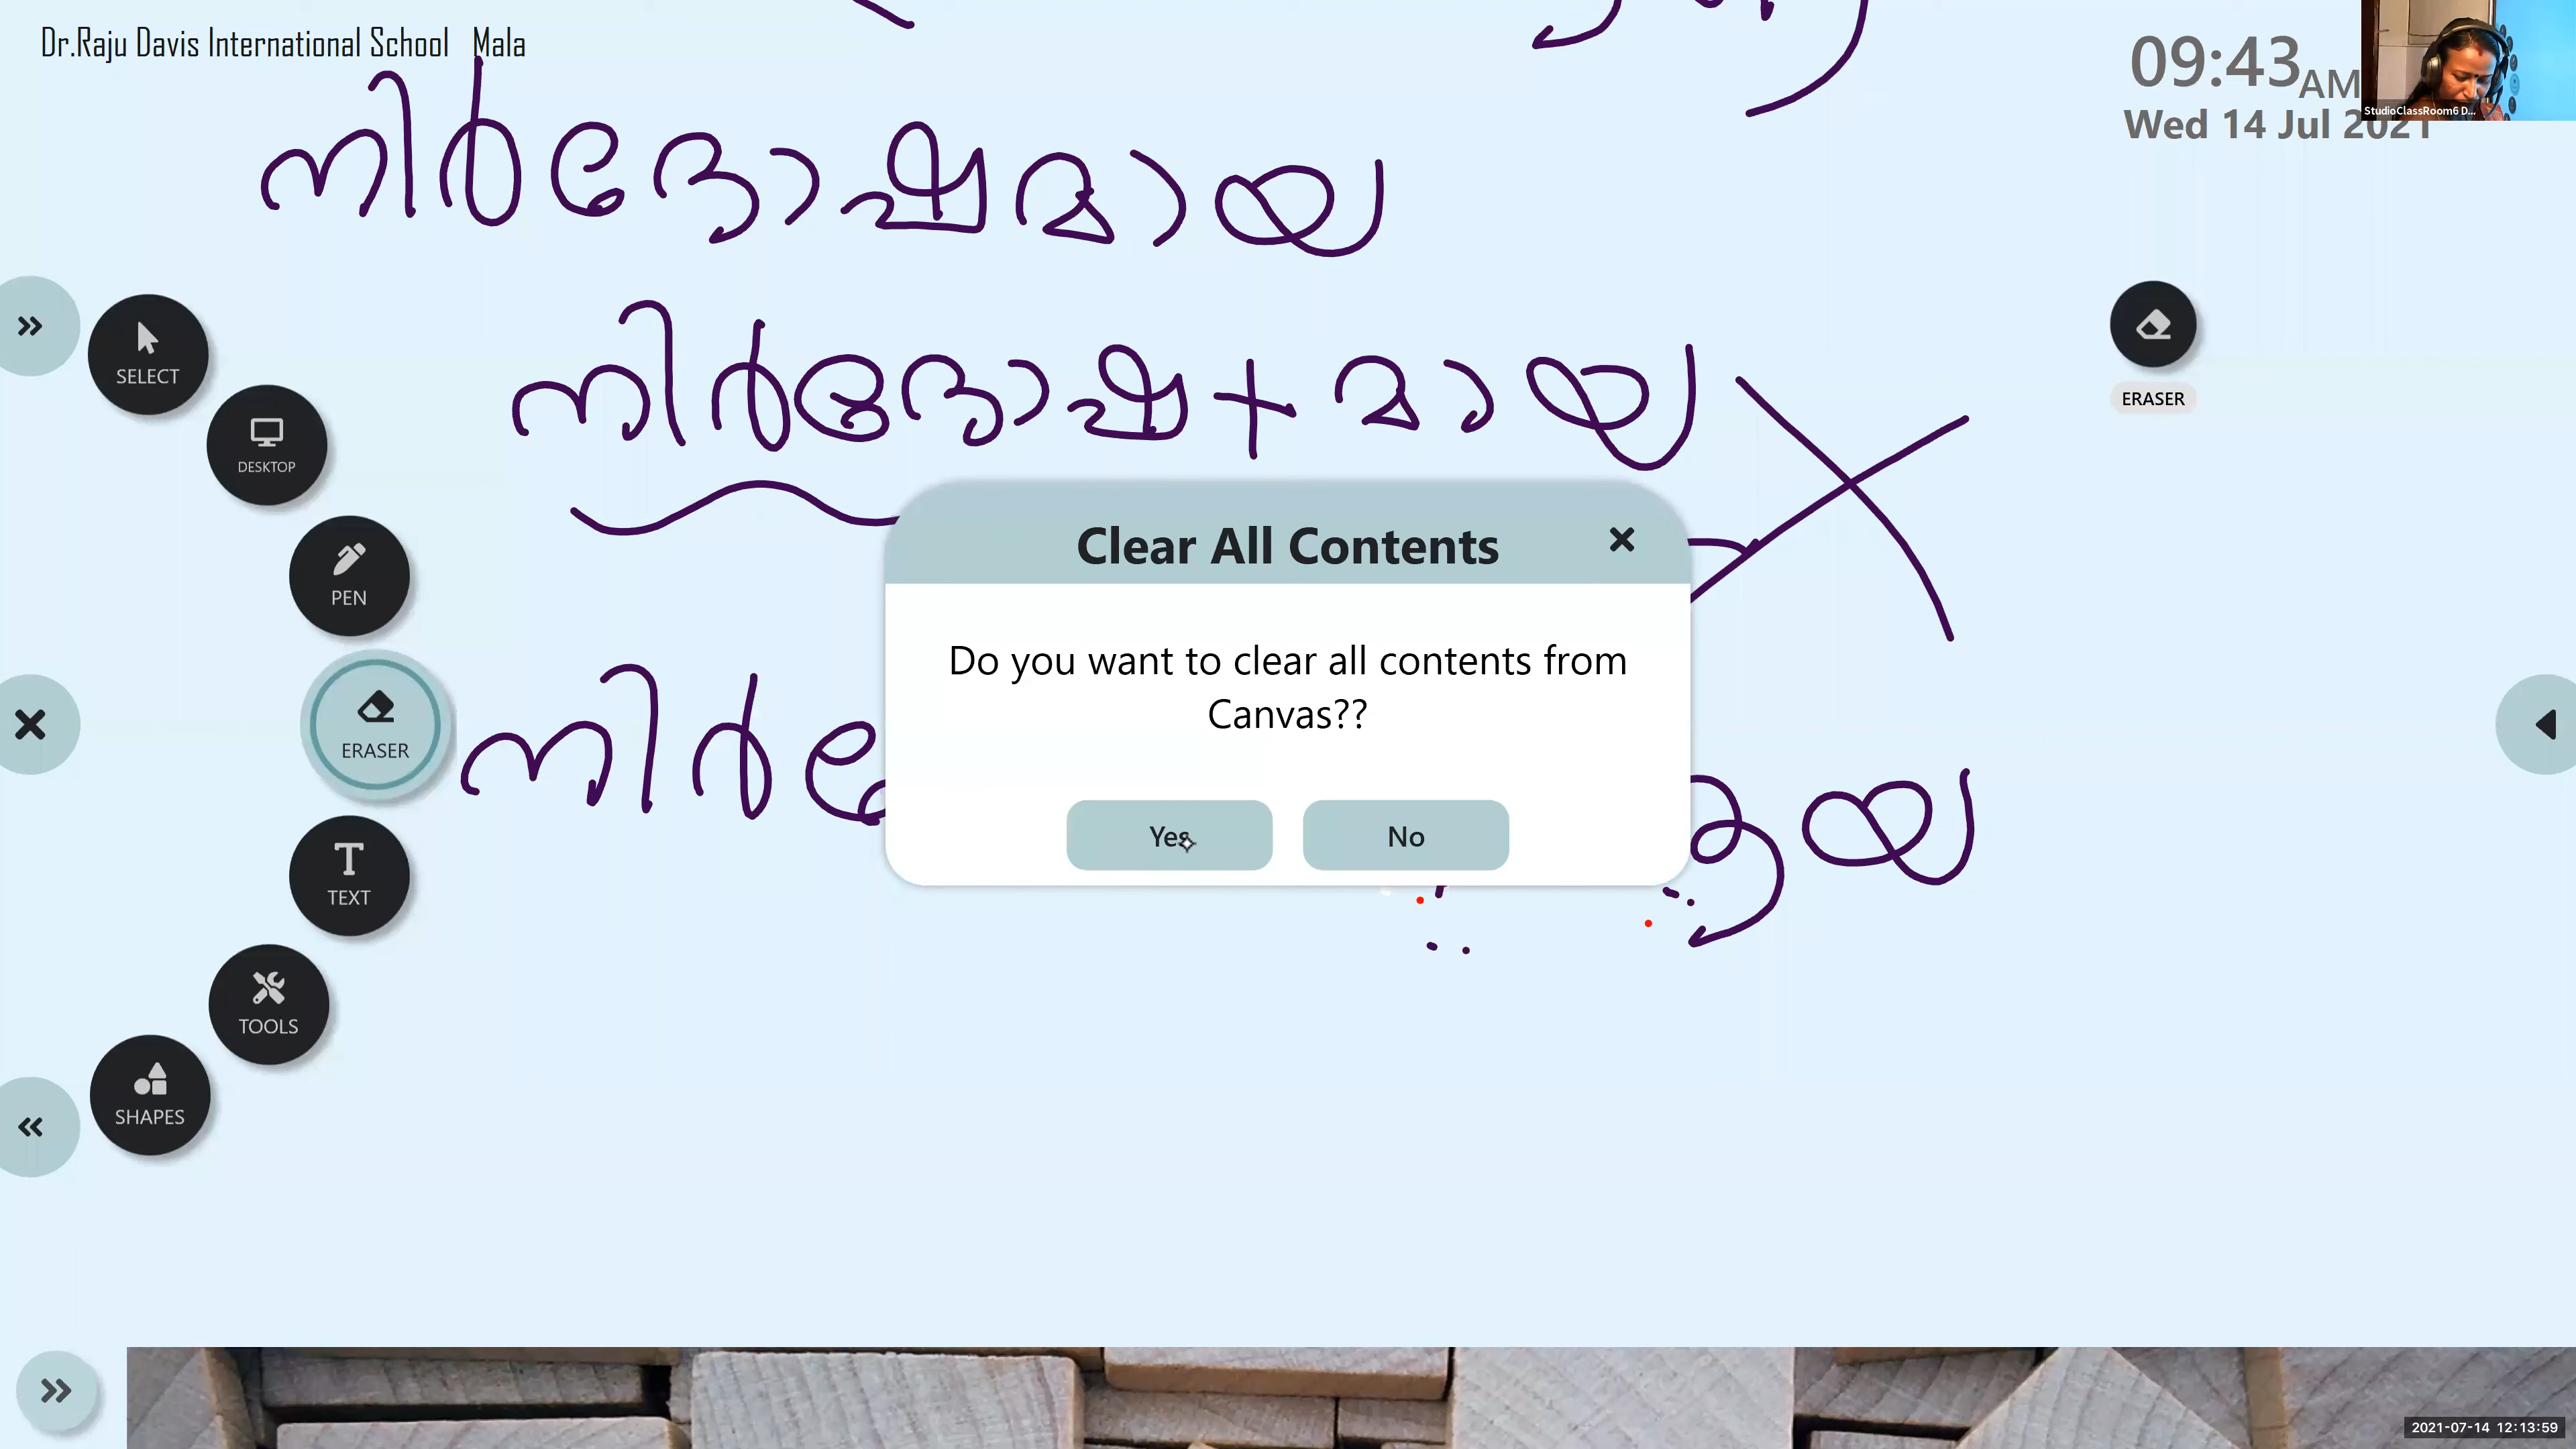 Dr.Raju Davis International School Mala
09:43 AM
Wed 14 Jul 2021
StudioClassRoom6 D...
നിർദോഷമായ
നിർദോഷ + മായ
SELECT
DESKTOP
PEN
ERASER
TEXT
TOOLS
SHAPES
ERASER
Clear All Contents
Do you want to clear all contents from
Canvas??
Yes
No
2021-07-14 12:13:59